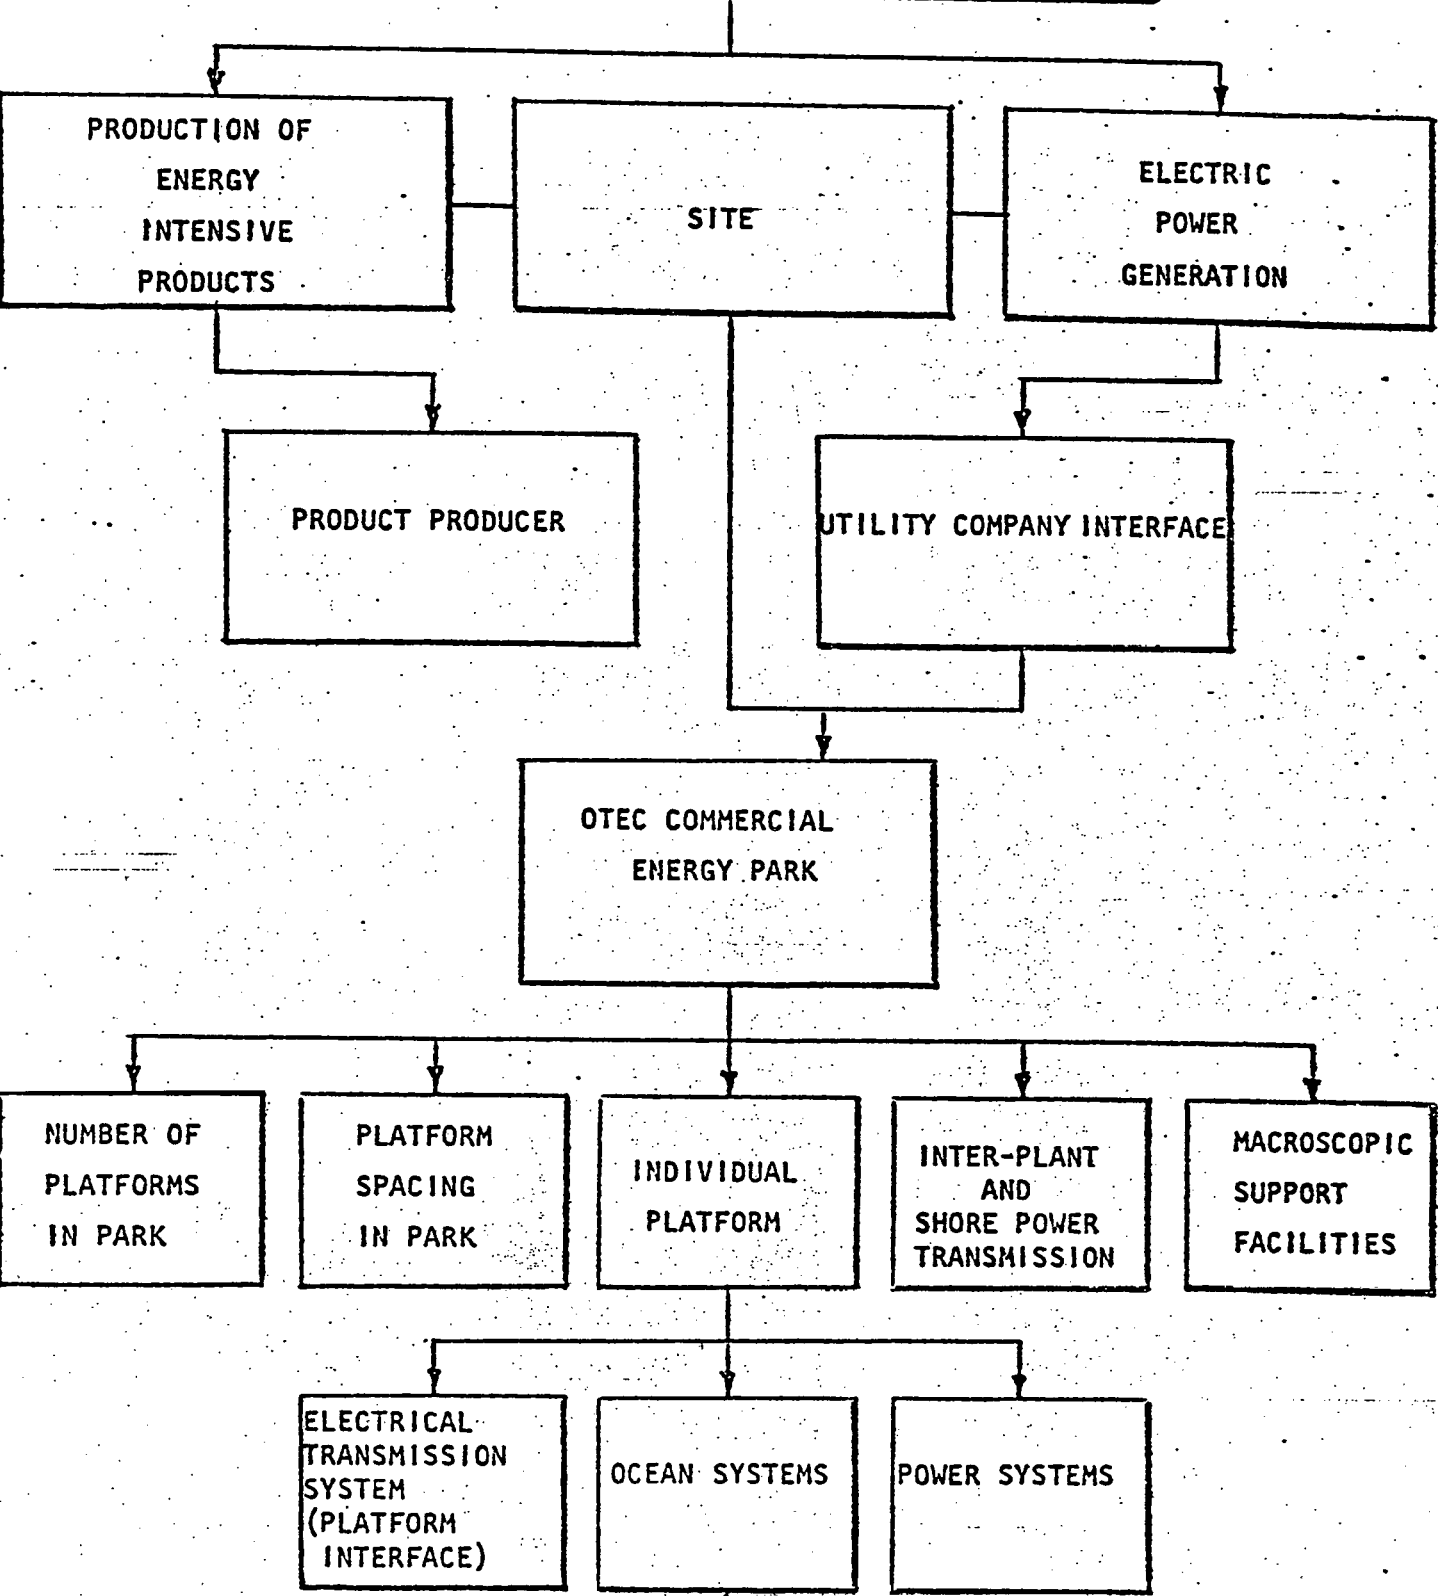 PRODUCTION OF
ENERGY
INTENSIVE
PRODUCTS
SITE
ELECTRIC
POWER
GENERATION
PRODUCT PRODUCER
UTILITY COMPANY INTERFACE
OTEC COMMERCIAL
ENERGY PARK
NUMBER OF
PLATFORMS
IN PARK
PLATFORM
SPACING
IN PARK
INDIVIDUAL
PLATFORM
INTER-PLANT
AND
SHORE POWER
TRANSMISSION
MACROSCOPIC
SUPPORT
FACILITIES
ELECTRICAL
TRANSMISSION
SYSTEM
(PLATFORM
INTERFACE)
OCEAN SYSTEMS
POWER SYSTEMS